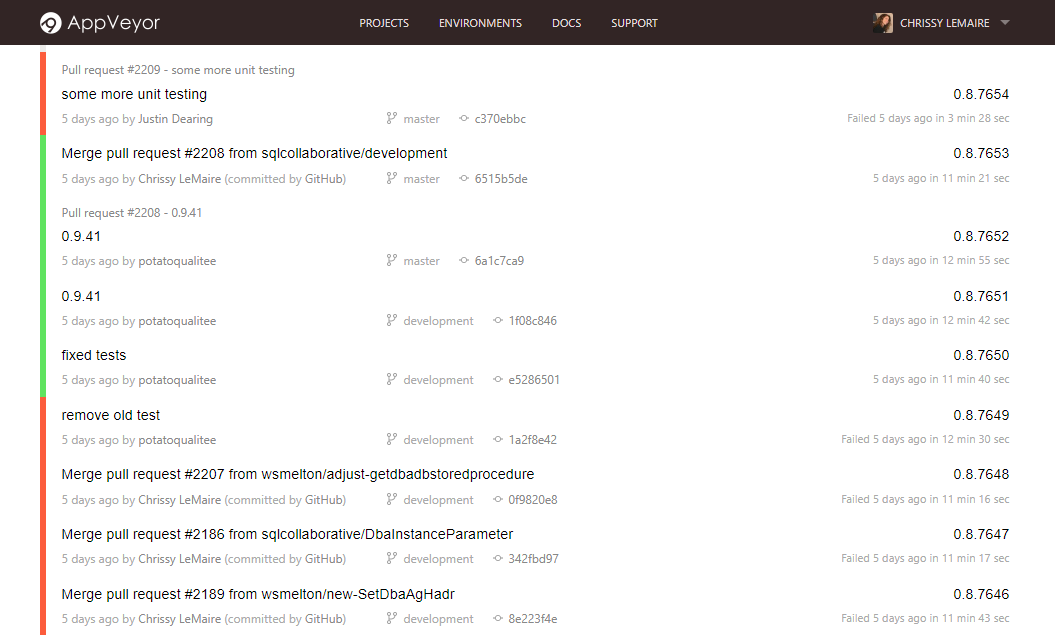 AppVeyor PROJECTS ENVIRONMENTS DOCS SUPPORT CHRISSY LEMAIRE
Pull request #2209 - some more unit testing
some more unit testing 0.8.7654
5 days ago by Justin Dearing master c370ebbc Failed 5 days ago in 3 min 28 sec
Merge pull request #2208 from sqlcollaborative/development 0.8.7653
5 days ago by Chrissy LeMaire (committed by GitHub) master 6515b5de 5 days ago in 11 min 21 sec
Pull request #2208 - 0.9.41
0.9.41 0.8.7652
5 days ago by potatoqualitee master 6a1c7ca9 5 days ago in 12 min 55 sec
0.9.41 0.8.7651
5 days ago by potatoqualitee development 1f08c846 5 days ago in 12 min 42 sec
fixed tests 0.8.7650
5 days ago by potatoqualitee development e5286501 5 days ago in 11 min 40 sec
remove old test 0.8.7649
5 days ago by potatoqualitee development 1a2f8e42 Failed 5 days ago in 12 min 30 sec
Merge pull request #2207 from wsmelton/adjust-getdbadbstoredprocedure 0.8.7648
5 days ago by Chrissy LeMaire (committed by GitHub) development 0f9820e8 Failed 5 days ago in 11 min 16 sec
Merge pull request #2186 from sqlcollaborative/DbaInstanceParameter 0.8.7647
5 days ago by Chrissy LeMaire (committed by GitHub) development 342fbd97 Failed 5 days ago in 11 min 17 sec
Merge pull request #2189 from wsmelton/new-SetDbaAgHadr 0.8.7646
5 days ago by Chrissy LeMaire (committed by GitHub) development 8e223f4e Failed 5 days ago in 11 min 43 sec